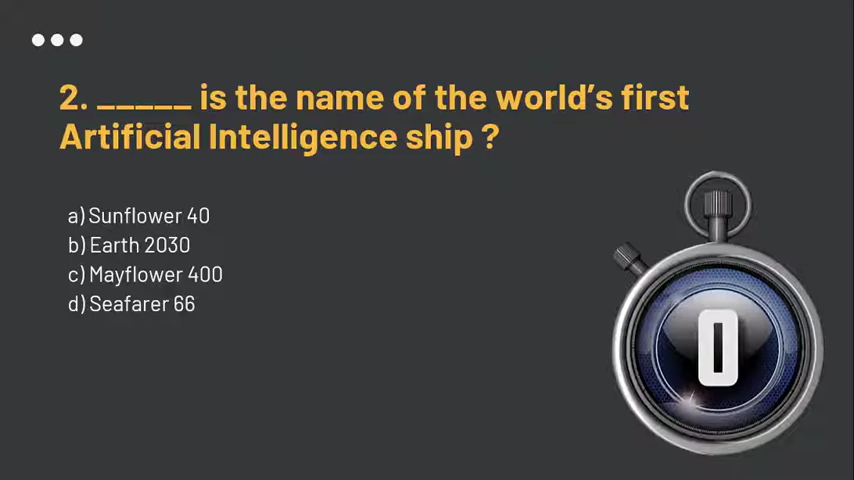 2. _____ is the name of the world's first
Artificial Intelligence ship ?
a) Sunflower 40
b) Earth 2030
c) Mayflower 400
d) Seafarer 66
0